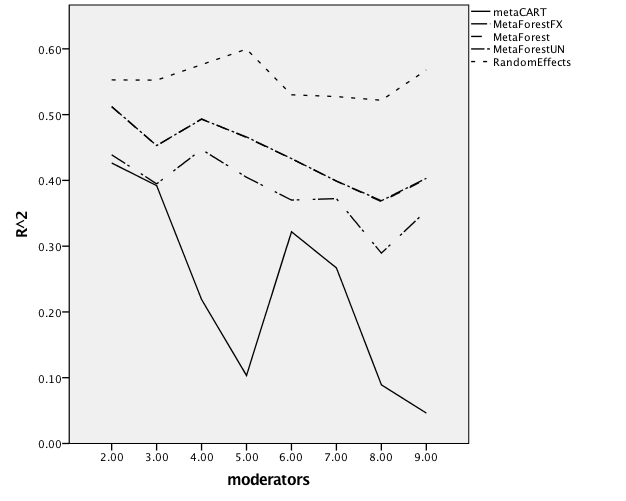 metaCART
MetaForestFX
MetaForest
MetaForestUN
RandomEffects
0.60
0.50
0.40
0.30
0.20
0.10
0.00
R^2
2.00 3.00 4.00 5.00 6.00 7.00 8.00 9.00
moderators